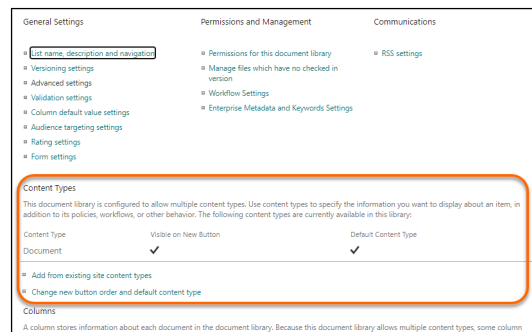 General Settings
Permissions and Management
Communications
List name, description and navigation
Versioning settings
Advanced settings
Validation settings
Column default value settings
Audience targeting settings
Rating settings
Form settings
Permissions for this document library
Manage files which have no checked in
version
Workflow Settings
Enterprise Metadata and Keywords Settings
RSS settings
Content Types
This document library is configured to allow multiple content types. Use content types to specify the information you want to display about an item, in
addition to its policies, workflows, or other behavior. The following content types are currently available in this library:
Content Type Visible on New Button Default Content Type
Document ✓ ✓
Add from existing site content types
Change new button order and default content type
Columns
A column stores information about each document in the document library. Because this document library allows multiple content types, some column